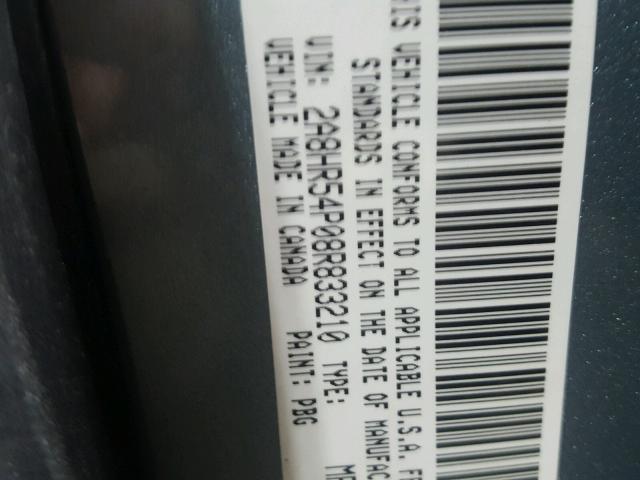 IS VEHICLE CONFORMS TO ALL APPLICABLE U.S.A. F
STANDARDS IN EFFECT ON THE DATE OF MANUFAC
VIN: 2A8HR54P08R833210 TYPE: M
VEHICLE MADE IN CANADA PAINT: PBG